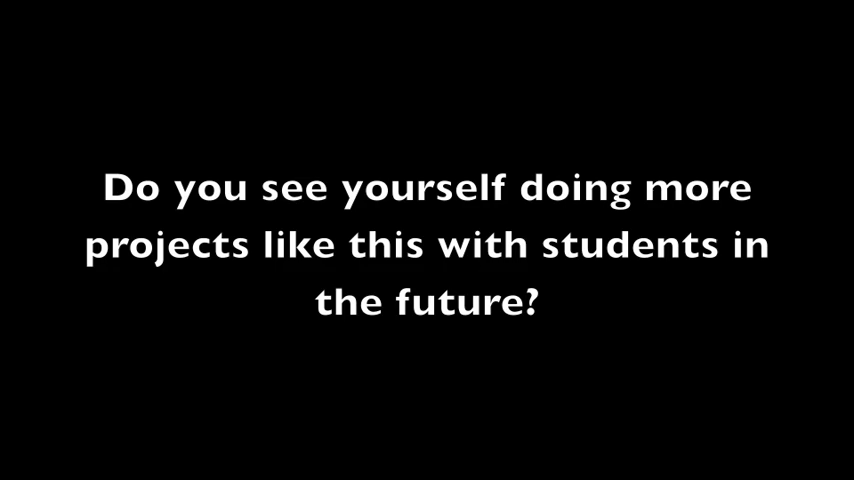 Do you see yourself doing more
projects like this with students in
the future?